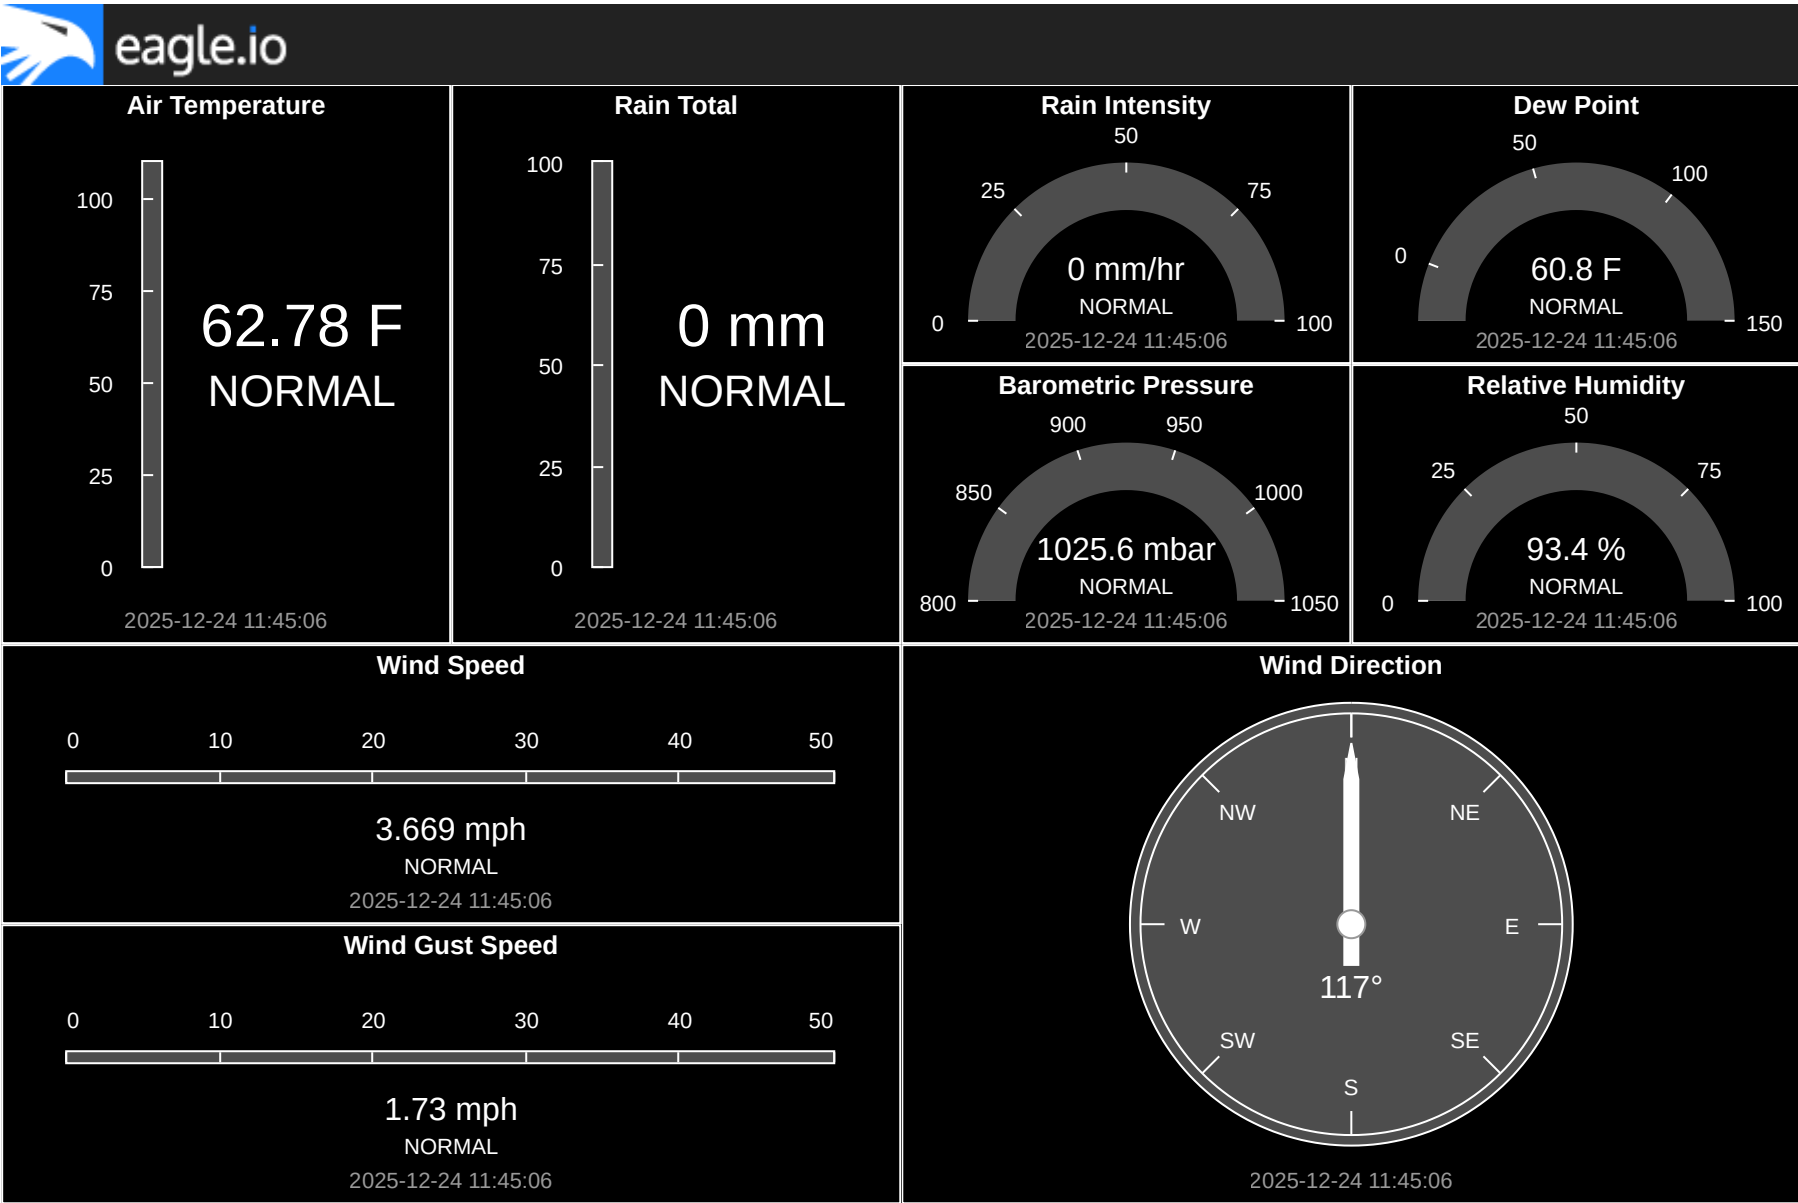 eagle.io
Air Temperature
100
75
50
25
0
62.78 F
NORMAL
2025-12-24 11:45:06
Rain Total
100
75
50
25
0
0 mm
NORMAL
2025-12-24 11:45:06
Rain Intensity
0
25
50
75
100
0 mm/hr
NORMAL
2025-12-24 11:45:06
Dew Point
0
50
100
150
60.8 F
NORMAL
2025-12-24 11:45:06
Barometric Pressure
800
850
900
950
1000
1050
1025.6 mbar
NORMAL
2025-12-24 11:45:06
Relative Humidity
0
25
50
75
100
93.4 %
NORMAL
2025-12-24 11:45:06
Wind Speed
0 10 20 30 40 50
3.669 mph
NORMAL
2025-12-24 11:45:06
Wind Gust Speed
0 10 20 30 40 50
1.73 mph
NORMAL
2025-12-24 11:45:06
Wind Direction
NW NE
W E
117°
SW SE
S
2025-12-24 11:45:06